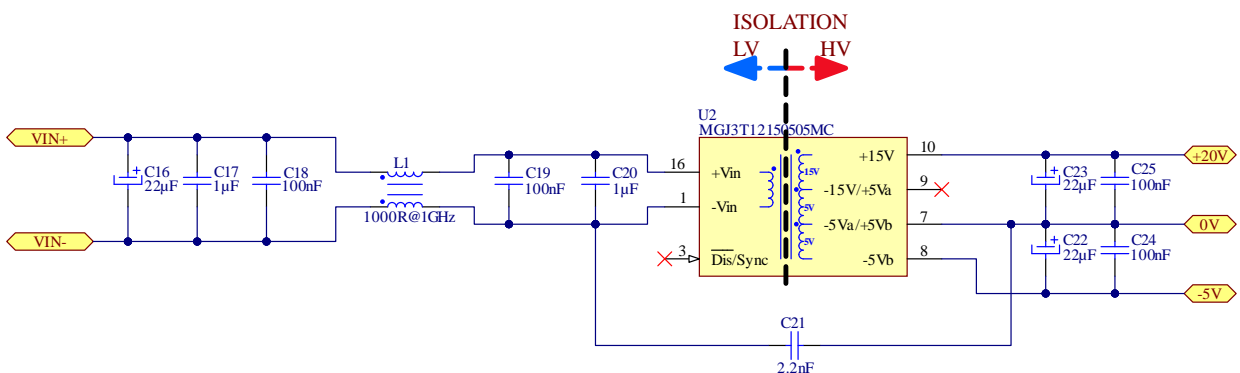 ISOLATION
LV HV
U2
MGJ3T12150505MC
VIN+
C16
22µF
C17
1µF
C18
100nF
L1
1000R@1GHz
C19
100nF
C20
1µF
16
+Vin
1
-Vin
3
Dis/Sync
15V
5V
5V
+15V
10
-15V/+5Va
9
-5Va/+5Vb
7
-5Vb
8
C23
22µF
C25
100nF
C22
22µF
C24
100nF
+20V
0V
-5V
VIN-
C21
2.2nF